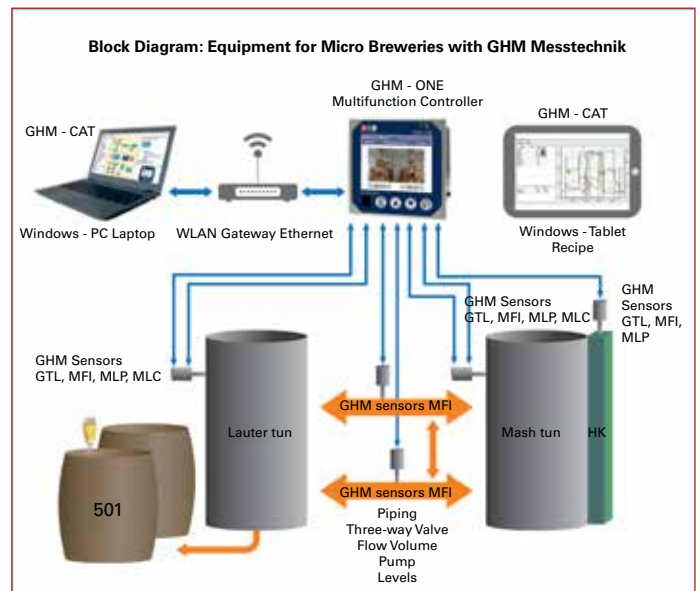 Block Diagram: Equipment for Micro Breweries with GHM Messtechnik
GHM - ONE
Multifunction Controller
GHM - CAT
GHM - CAT
Windows - PC Laptop
WLAN Gateway Ethernet
Windows - Tablet
Recipe
GHM Sensors
GTL, MFI, MLP, MLC
GHM
Sensors
GTL, MFI,
MLP
GHM Sensors
GTL, MFI, MLP, MLC
Lauter tun
GHM sensors MFI
Mash tun
HK
GHM sensors MFI
501
Piping
Three-way Valve
Flow Volume
Pump
Levels